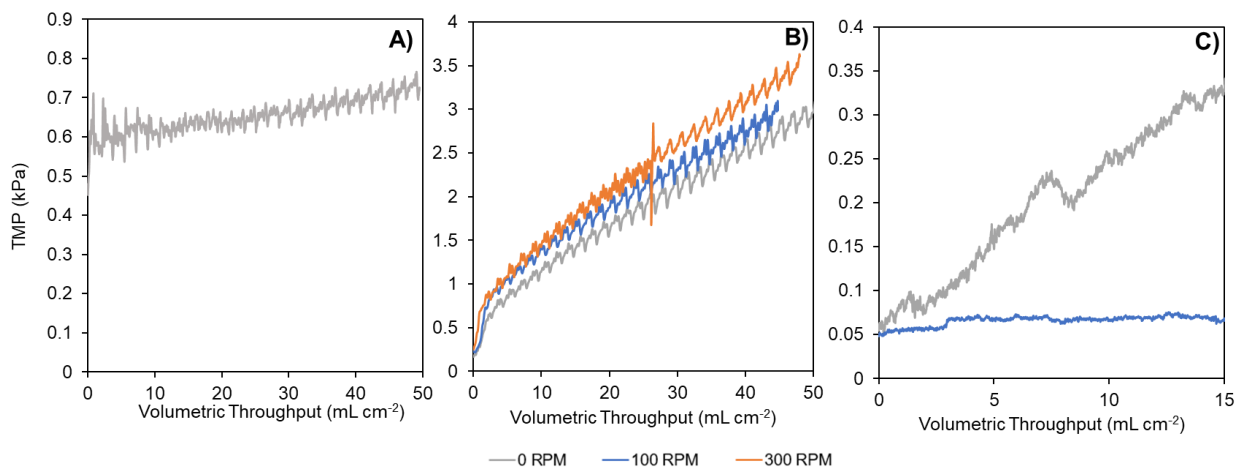 A)
TMP (kPa)
0.9
0.8
0.7
0.6
0.5
0.4
0.3
0.2
0.1
0
0 10 20 30 40 50
Volumetric Throughput (mL cm⁻²)
B)
4
3.5
3
2.5
2
1.5
1
0.5
0
0 10 20 30 40 50
Volumetric Throughput (mL cm⁻²)
C)
0.4
0.35
0.3
0.25
0.2
0.15
0.1
0.05
0
0 5 10 15
Volumetric Throughput (mL cm⁻²)
0 RPM 100 RPM 300 RPM